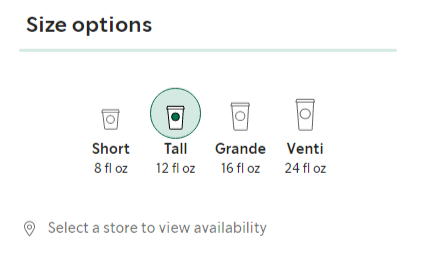 Size options
Short Tall Grande Venti
8 fl oz 12 fl oz 16 fl oz 24 fl oz
Select a store to view availability